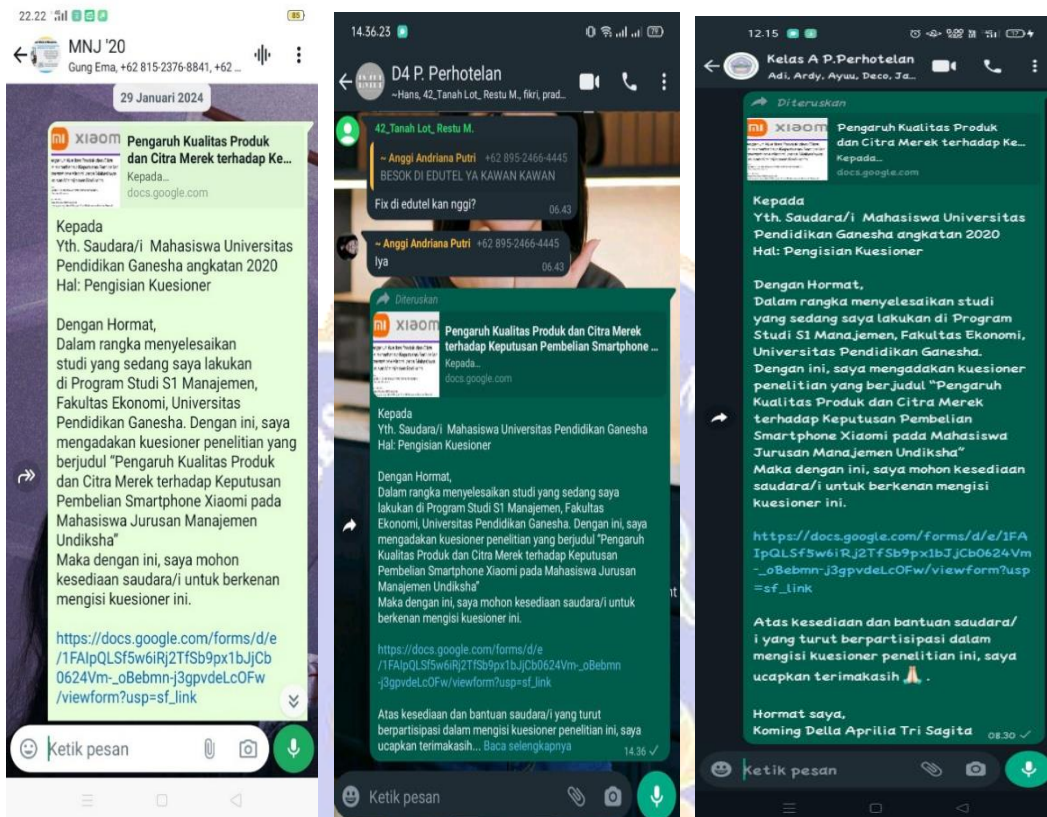 22.22
85
MNJ '20
Gung Ema, +62 815-2376-8841, +62 ...
29 Januari 2024
xiaom
Pengaruh Kualitas Produk
dan Citra Merek terhadap Ke...
Kepada...
docs.google.com
Kepada
Yth. Saudara/i Mahasiswa Universitas
Pendidikan Ganesha angkatan 2020
Hal: Pengisian Kuesioner
Dengan Hormat,
Dalam rangka menyelesaikan
studi yang sedang saya lakukan
di Program Studi S1 Manajemen,
Fakultas Ekonomi, Universitas
Pendidikan Ganesha. Dengan ini, saya
mengadakan kuesioner penelitian yang
berjudul "Pengaruh Kualitas Produk
dan Citra Merek terhadap Keputusan
Pembelian Smartphone Xiaomi pada
Mahasiswa Jurusan Manajemen
Undiksha"
Maka dengan ini, saya mohon
kesediaan saudara/i untuk berkenan
mengisi kuesioner ini.
https://docs.google.com/forms/d/e
/1FAIpQLSf5w6iRj2TfSb9px1bJjCb
0624Vm-_oBebmn-j3gpvdeLcOFw
/viewform?usp=sf_link
Ketik pesan
14.36.23
79
D4 P. Perhotelan
~Hans, 42_Tanah Lot_ Restu M., fikri, prad...
42_Tanah Lot_ Restu M.
~ Anggi Andriana Putri +62 895-2466-4445
BESOK DI EDUTEL YA KAWAN KAWAN
Fix di edutel kan nggi?
06.43
~ Anggi Andriana Putri +62 895-2466-4445
Iya
06.43
Diteruskan
xiaom
Pengaruh Kualitas Produk dan Citra Merek
terhadap Keputusan Pembelian Smartphone ...
Kepada...
docs.google.com
Kepada
Yth. Saudara/i Mahasiswa Universitas Pendidikan Ganesha
Hal: Pengisian Kuesioner
Dengan Hormat,
Dalam rangka menyelesaikan studi yang sedang saya
lakukan di Program Studi S1 Manajemen, Fakultas
Ekonomi, Universitas Pendidikan Ganesha. Dengan ini, saya
mengadakan kuesioner penelitian yang berjudul "Pengaruh
Kualitas Produk dan Citra Merek terhadap Keputusan
Pembelian Smartphone Xiaomi pada Mahasiswa Jurusan
Manajemen Undiksha"
Maka dengan ini, saya mohon kesediaan saudara/i untuk
berkenan mengisi kuesioner ini.
https://docs.google.com/forms/d/e
/1FAIpQLSf5w6iRj2TfSb9px1bJjCb0624Vm-_oBebmn
-j3gpvdeLcOFw/viewform?usp=sf_link
Atas kesediaan dan bantuan saudara/i yang turut
berpartisipasi dalam mengisi kuesioner penelitian ini, saya
ucapkan terimakasih... Baca selengkapnya
14.36
Ketik pesan
12.15
Kelas A P.Perhotelan
Adi, Ardy, Ayuu, Deco, Ja...
Diteruskan
xiaom
Pengaruh Kualitas Produk
dan Citra Merek terhadap Ke...
Kepada...
docs.google.com
Kepada
Yth. Saudara/i Mahasiswa Universitas
Pendidikan Ganesha angkatan 2020
Hal: Pengisian Kuesioner
Dengan Hormat,
Dalam rangka menyelesaikan studi
yang sedang saya lakukan di Program
Studi S1 Manajemen, Fakultas Ekonomi,
Universitas Pendidikan Ganesha.
Dengan ini, saya mengadakan kuesioner
penelitian yang berjudul "Pengaruh
Kualitas Produk dan Citra Merek
terhadap Keputusan Pembelian
Smartphone Xiaomi pada Mahasiswa
Jurusan Manajemen Undiksha"
Maka dengan ini, saya mohon kesediaan
saudara/i untuk berkenan mengisi
kuesioner ini.
https://docs.google.com/forms/d/e/1FA
IpQLSf5w6iRj2TfSb9px1bJjCb0624Vm
-_oBebmn-j3gpvdeLcOFw/viewform?usp
=sf_link
Atas kesediaan dan bantuan saudara/
i yang turut berpartisipasi dalam
mengisi kuesioner penelitian ini, saya
ucapkan terimakasih 🙏🏻 .
Hormat saya,
Koming Della Aprilia Tri Sagita
08.30
Ketik pesan